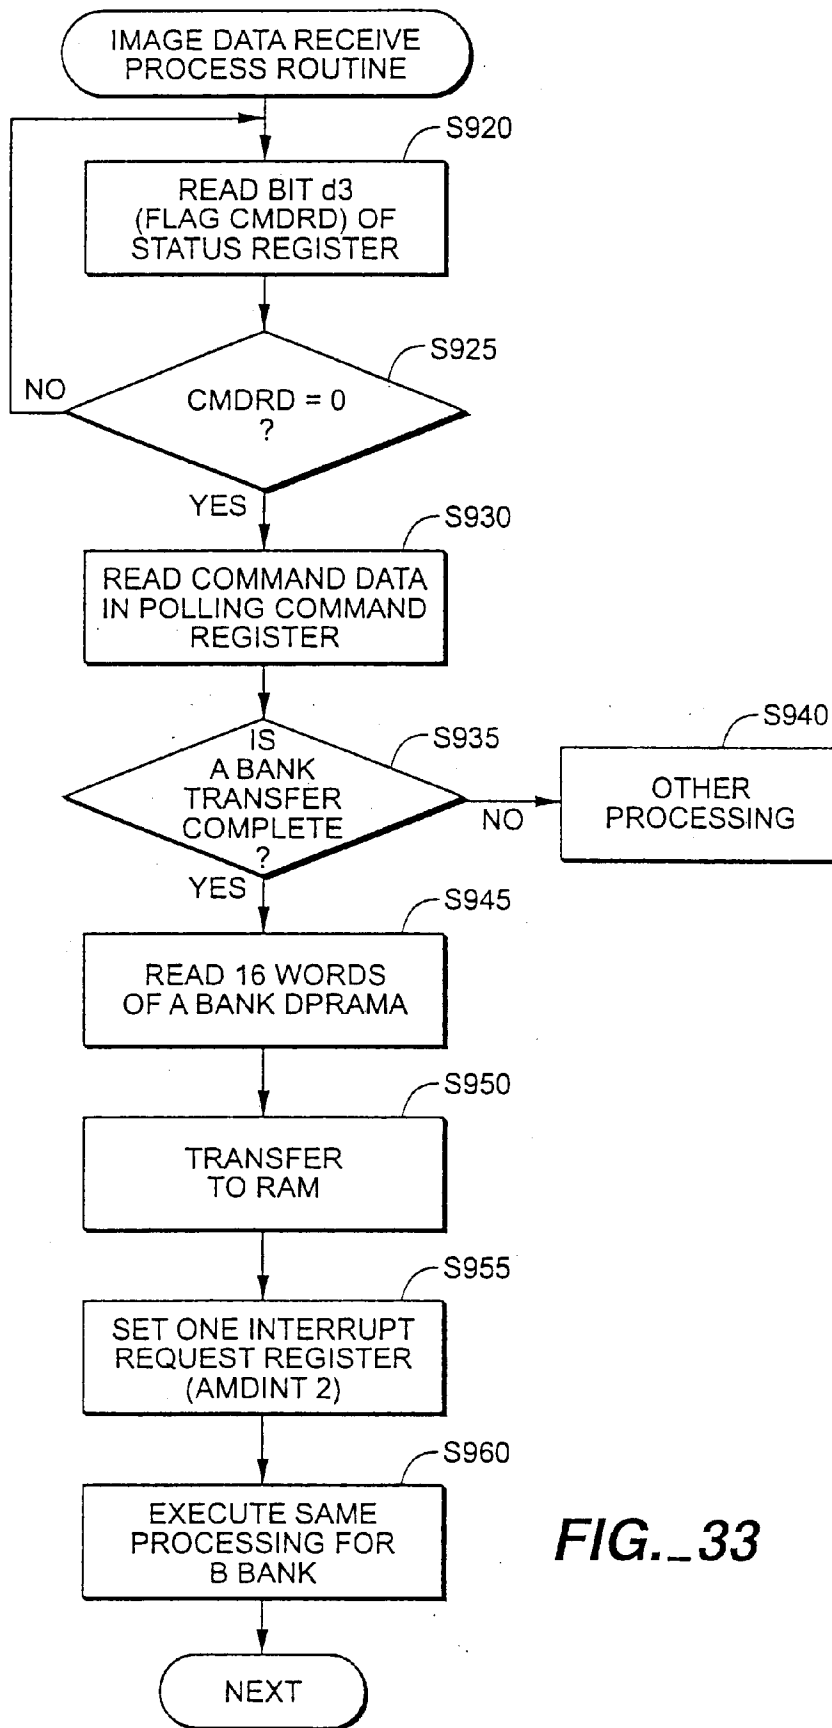 IMAGE DATA RECEIVE
PROCESS ROUTINE
S920
READ BIT d3
(FLAG CMDRD) OF
STATUS REGISTER
S925
NO
CMDRD = 0
?
YES
S930
READ COMMAND DATA
IN POLLING COMMAND
REGISTER
S935
IS
A BANK
TRANSFER
COMPLETE
?
NO
S940
OTHER
PROCESSING
YES
S945
READ 16 WORDS
OF A BANK DPRAMA
S950
TRANSFER
TO RAM
S955
SET ONE INTERRUPT
REQUEST REGISTER
(AMDINT 2)
S960
EXECUTE SAME
PROCESSING FOR
B BANK
FIG._33
NEXT